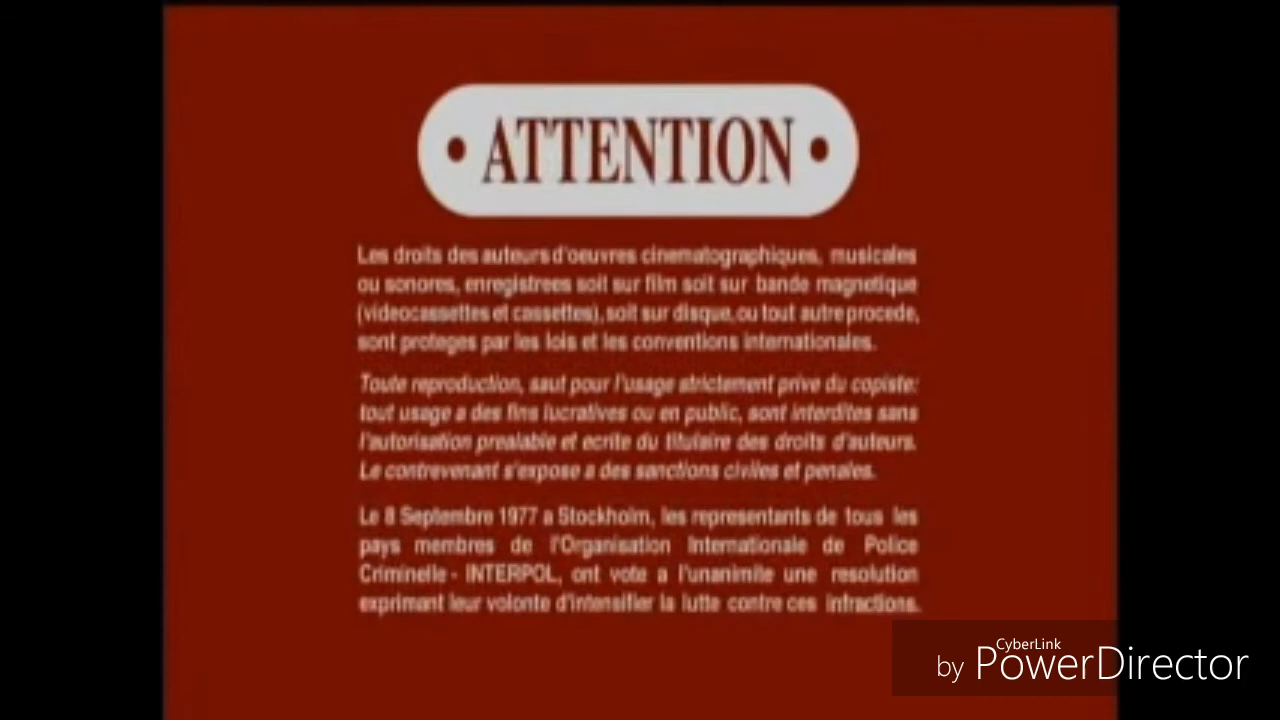 • ATTENTION •
Les droits des auteurs d'oeuvres cinematographiques, musicales
ou sonores, enregistrees soit sur film soit sur bande magnetique
(videocassettes et cassettes), soit sur disque, ou tout autre procede,
sont proteges par les lois et les conventions internationales.
Toute reproduction, sauf pour l'usage strictement prive du copiste;
tout usage a des fins lucratives ou en public, sont interdites sans
l'autorisation prealable et ecrite du titulaire des droits d'auteurs.
Le contrevenant s'expose a des sanctions civiles et penales.
Le 8 Septembre 1977 a Stockholm, les representants de tous les
pays membres de l'Organisation Internationale de Police
Criminelle - INTERPOL, ont vote a l'unanimite une resolution
exprimant leur volonte d'intensifier la lutte contre ces infractions.
CyberLink
by PowerDirector